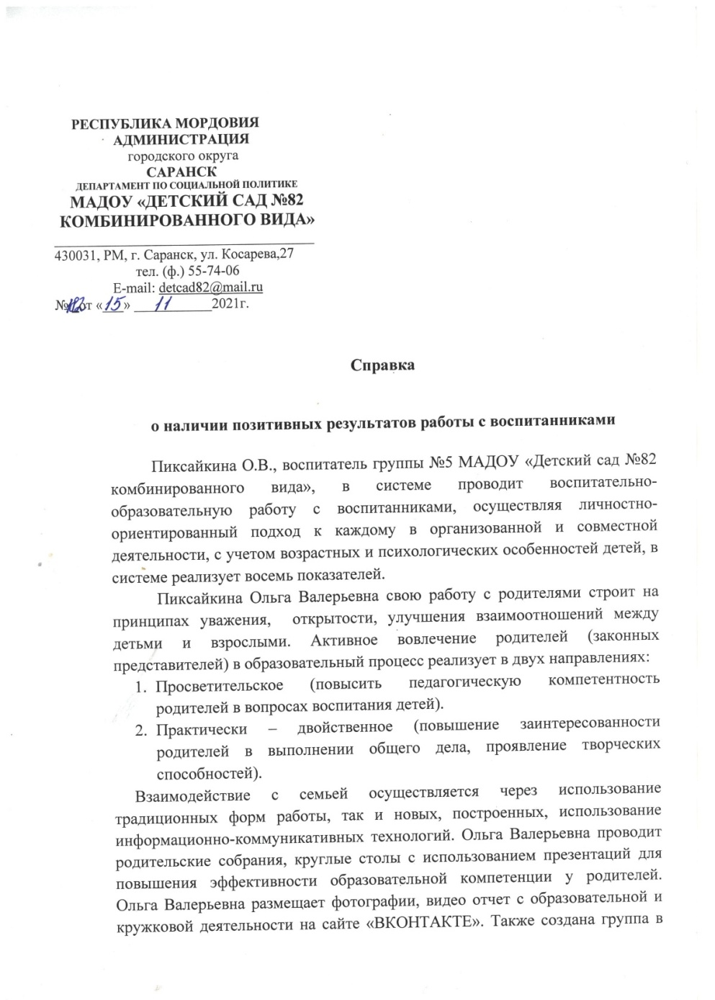 РЕСПУБЛИКА МОРДОВИЯ
АДМИНИСТРАЦИЯ
городского округа
САРАНСК
ДЕПАРТАМЕНТ ПО СОЦИАЛЬНОЙ ПОЛИТИКЕ
МАДОУ «ДЕТСКИЙ САД №82
КОМБИНИРОВАННОГО ВИДА»
430031, РМ, г. Саранск, ул. Косарева,27
тел. (ф.) 55-74-06
E-mail: detcad82@mail.ru
№ от «15» 11 2021г.
Справка
о наличии позитивных результатов работы с воспитанниками
Пиксайкина О.В., воспитатель группы №5 МАДОУ «Детский сад №82
комбинированного вида», в системе проводит воспитательно-
образовательную работу с воспитанниками, осуществляя личностно-
ориентированный подход к каждому в организованной и совместной
деятельности, с учетом возрастных и психологических особенностей детей, в
системе реализует восемь показателей.
Пиксайкина Ольга Валерьевна свою работу с родителями строит на
принципах уважения, открытости, улучшения взаимоотношений между
детьми и взрослыми. Активное вовлечение родителей (законных
представителей) в образовательный процесс реализует в двух направлениях:
1. Просветительское (повысить педагогическую компетентность
родителей в вопросах воспитания детей).
2. Практически – двойственное (повышение заинтересованности
родителей в выполнении общего дела, проявление творческих
способностей).
Взаимодействие с семьей осуществляется через использование
традиционных форм работы, так и новых, построенных, использование
информационно-коммуникативных технологий. Ольга Валерьевна проводит
родительские собрания, круглые столы с использованием презентаций для
повышения эффективности образовательной компетенции у родителей.
Ольга Валерьевна размещает фотографии, видео отчет с образовательной и
кружковой деятельности на сайте «ВКОНТАКТЕ». Также создана группа в